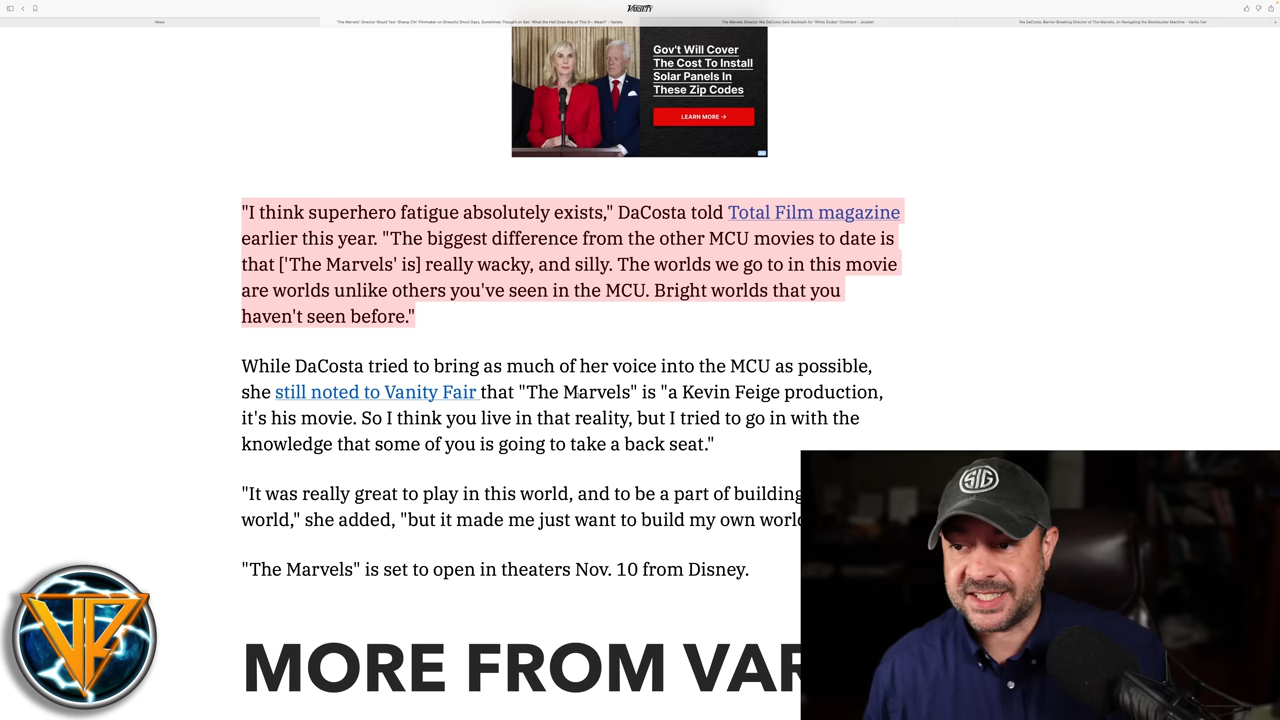 VARIETY
News
'The Marvels' Director Would Text 'Shang-Chi' Filmmaker on Stressful Shoot Days, Sometimes Thought on Set: 'What the Hell Does Any of This S— Mean?' - Variety
The Marvels Director Nia DaCosta Gets Backlash for 'White Dudes' Comment - JoBlo
Nia DaCosta, Barrier-Breaking Director of The Marvels, on Navigating the Blockbuster Machine - Vanity Fair
Gov't Will Cover
The Cost To Install
Solar Panels In
These Zip Codes
LEARN MORE →
Ad
"I think superhero fatigue absolutely exists," DaCosta told Total Film magazine
earlier this year. "The biggest difference from the other MCU movies to date is
that ['The Marvels' is] really wacky, and silly. The worlds we go to in this movie
are worlds unlike others you've seen in the MCU. Bright worlds that you
haven't seen before."
While DaCosta tried to bring as much of her voice into the MCU as possible,
she still noted to Vanity Fair that "The Marvels" is "a Kevin Feige production,
it's his movie. So I think you live in that reality, but I tried to go in with the
knowledge that some of you is going to take a back seat."
"It was really great to play in this world, and to be a part of building
world," she added, "but it made me just want to build my own world
"The Marvels" is set to open in theaters Nov. 10 from Disney.
MORE FROM VAR
SIG